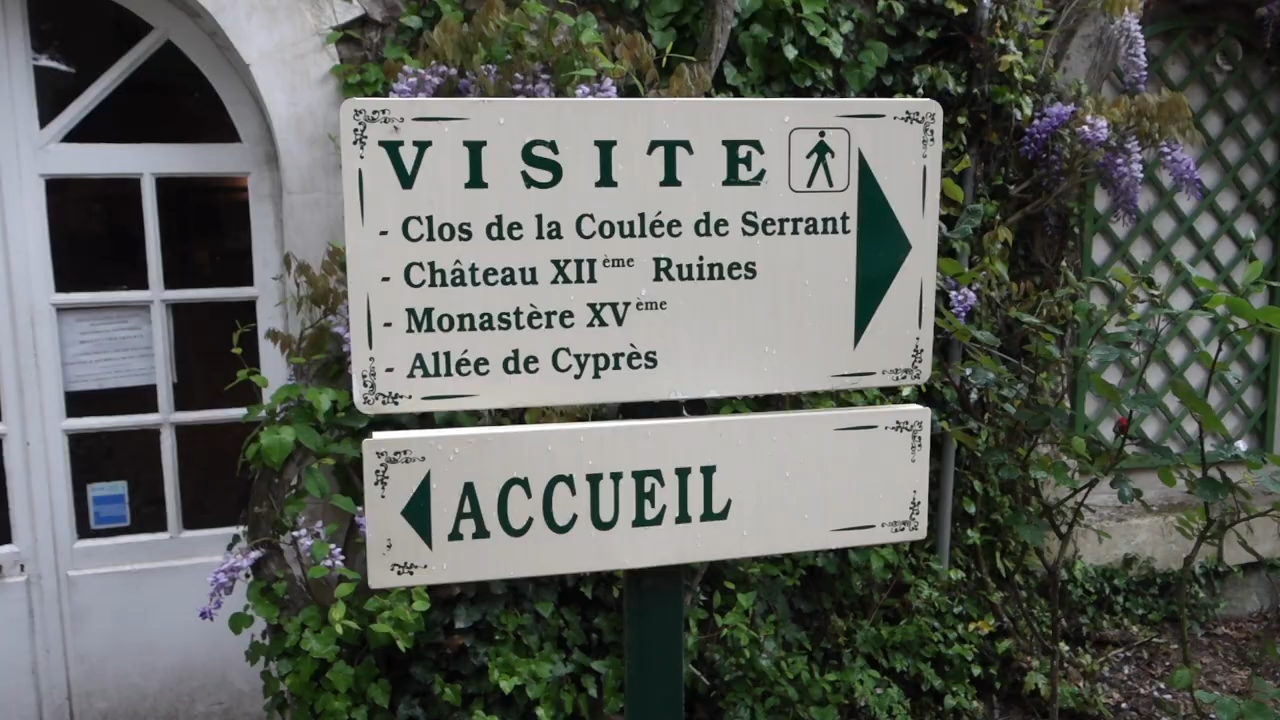 VISITE
- Clos de la Coulée de Serrant
- Château XIIème Ruines
- Monastère XVème
- Allée de Cyprès
ACCUEIL